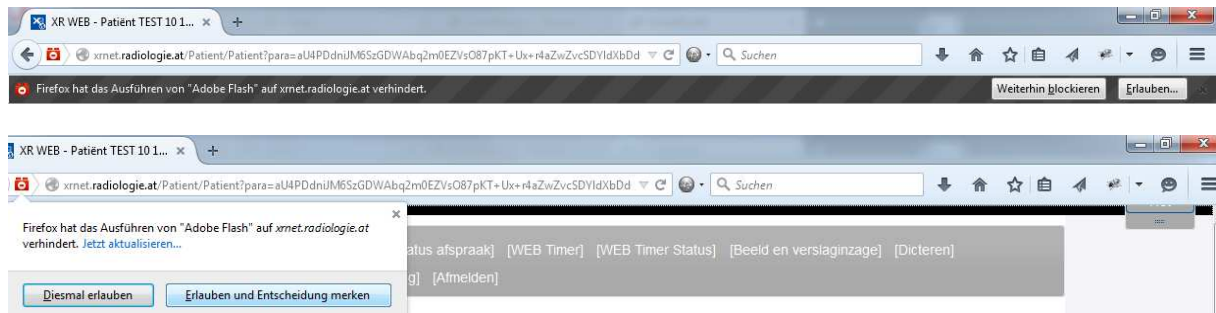 XR WEB - Patiënt TEST 10 1...
xrnet.radiologie.at/Patient/Patient?para=aU4PDdniJM6SzGDWAbq2m0EZVsO87pKT+Ux+r4aZwZvcSDYIdXbDd
Suchen
Firefox hat das Ausführen von "Adobe Flash" auf xrnet.radiologie.at verhindert.
Weiterhin blockieren
Erlauben...
XR WEB - Patiënt TEST 10 1...
xrnet.radiologie.at/Patient/Patient?para=aU4PDdniJM6SzGDWAbq2m0EZVsO87pKT+Ux+r4aZwZvcSDYIdXbDd
Suchen
Firefox hat das Ausführen von "Adobe Flash" auf xrnet.radiologie.at
verhindert. Jetzt aktualisieren...
atus afspraak] [WEB Timer] [WEB Timer Status] [Beeld en verslaginzage] [Dicteren]
g] [Afmelden]
Diesmal erlauben
Erlauben und Entscheidung merken